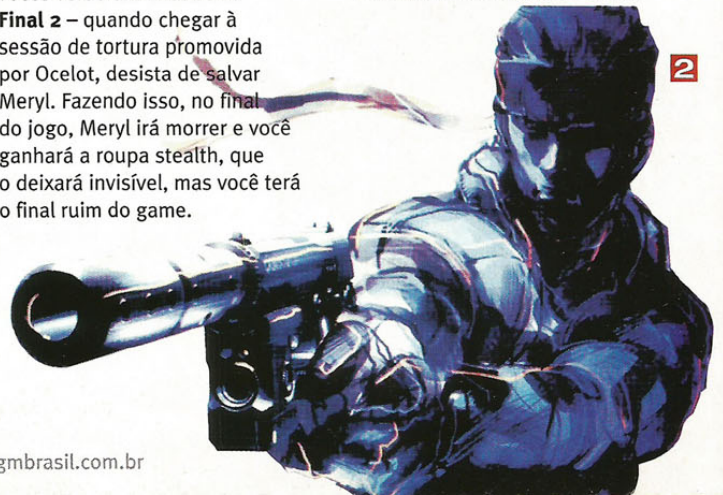 Final 2 – quando chegar à
sessão de tortura promovida
por Ocelot, desista de salvar
Meryl. Fazendo isso, no final
do jogo, Meryl irá morrer e você
ganhará a roupa stealth, que
o deixará invisível, mas você terá
o final ruim do game.
2
gmbrasil.com.br